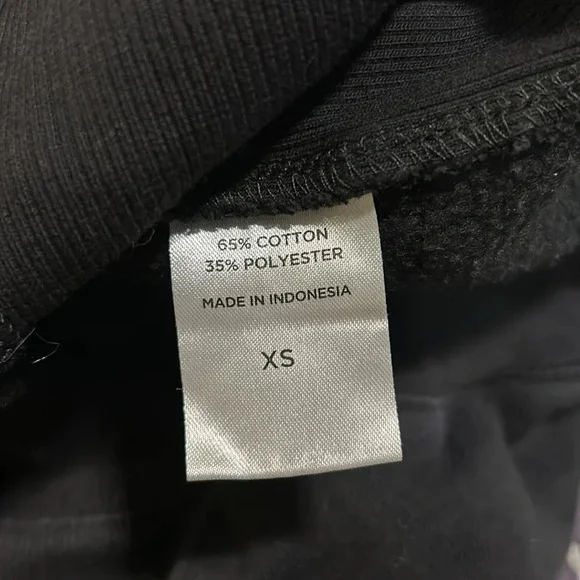 65% COTTON
35% POLYESTER
MADE IN INDONESIA
XS